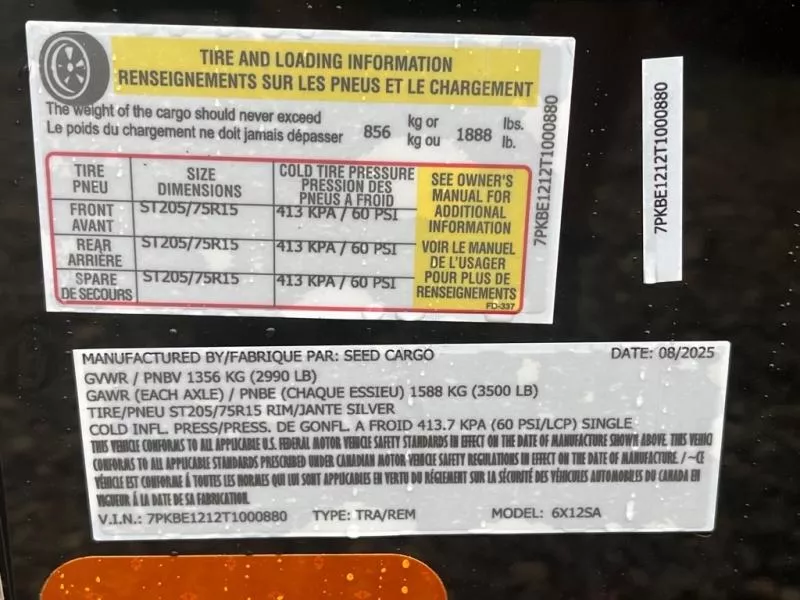 TIRE AND LOADING INFORMATION
RENSEIGNEMENTS SUR LES PNEUS ET LE CHARGEMENT
The weight of the cargo should never exceed
Le poids du chargement ne doit jamais dépasser
856 kg or
kg ou
1888 lbs.
lb.
TIRE
PNEU
SIZE
DIMENSIONS
COLD TIRE PRESSURE
PRESSION DES
PNEUS A FROID
FRONT
AVANT
ST205/75R15
413 KPA / 60 PSI
REAR
ARRIÈRE
ST205/75R15
413 KPA / 60 PSI
SPARE
DE SECOURS
ST205/75R15
413 KPA / 60 PSI
SEE OWNER'S
MANUAL FOR
ADDITIONAL
INFORMATION
VOIR LE MANUEL
DE L'USAGER
POUR PLUS DE
RENSEIGNEMENTS
FD-337
7PKBE1212T1000880
7PKBE1212T1000880
MANUFACTURED BY/FABRIQUE PAR: SEED CARGO DATE: 08/2025
GVWR / PNBV 1356 KG (2990 LB)
GAWR (EACH AXLE) / PNBE (CHAQUE ESSIEU) 1588 KG (3500 LB)
TIRE/PNEU ST205/75R15 RIM/JANTE SILVER
COLD INFL. PRESS/PRESS. DE GONFL. A FROID 413.7 KPA (60 PSI/LCP) SINGLE
THIS VEHICLE CONFORMS TO ALL APPLICABLE U.S. FEDERAL MOTOR VEHICLE SAFETY STANDARDS IN EFFECT ON THE DATE OF MANUFACTURE SHOWN ABOVE. THIS VEHIC
CONFORMS TO ALL APPLICABLE STANDARDS PRESCRIBED UNDER CANADIAN MOTOR VEHICLE SAFETY REGULATIONS IN EFFECT ON THE DATE OF MANUFACTURE. / ~CE
VÉHICLE EST CONFORME À TOUTES LES NORMES QUI LUI SONT APPLICABLES EN VERTU DU RÉGLEMENT SUR LA SÉCURITÉ DES VÉHICULES AUTOMOBILES DU CANADA EN
VIGUEUR Á LA DATE DE SA FABRICATION.
V.I.N.: 7PKBE1212T1000880 TYPE: TRA/REM MODEL: 6X12SA